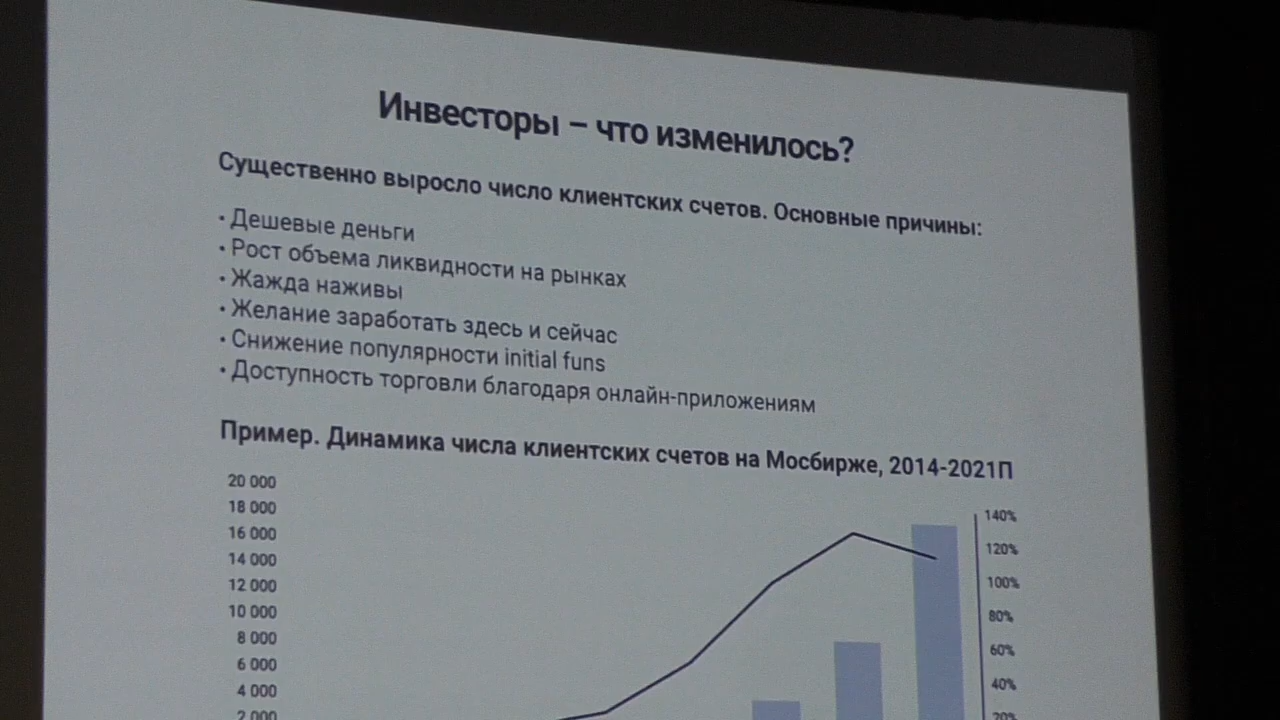 Инвесторы – что изменилось?
Существенно выросло число клиентских счетов. Основные причины:
• Дешевые деньги
• Рост объема ликвидности на рынках
• Жажда наживы
• Желание заработать здесь и сейчас
• Снижение популярности initial funs
• Доступность торговли благодаря онлайн-приложениям
Пример. Динамика числа клиентских счетов на Мосбирже, 2014-2021П
20 000
18 000
16 000
14 000
12 000
10 000
8 000
6 000
4 000
2 000
140%
120%
100%
80%
60%
40%
20%